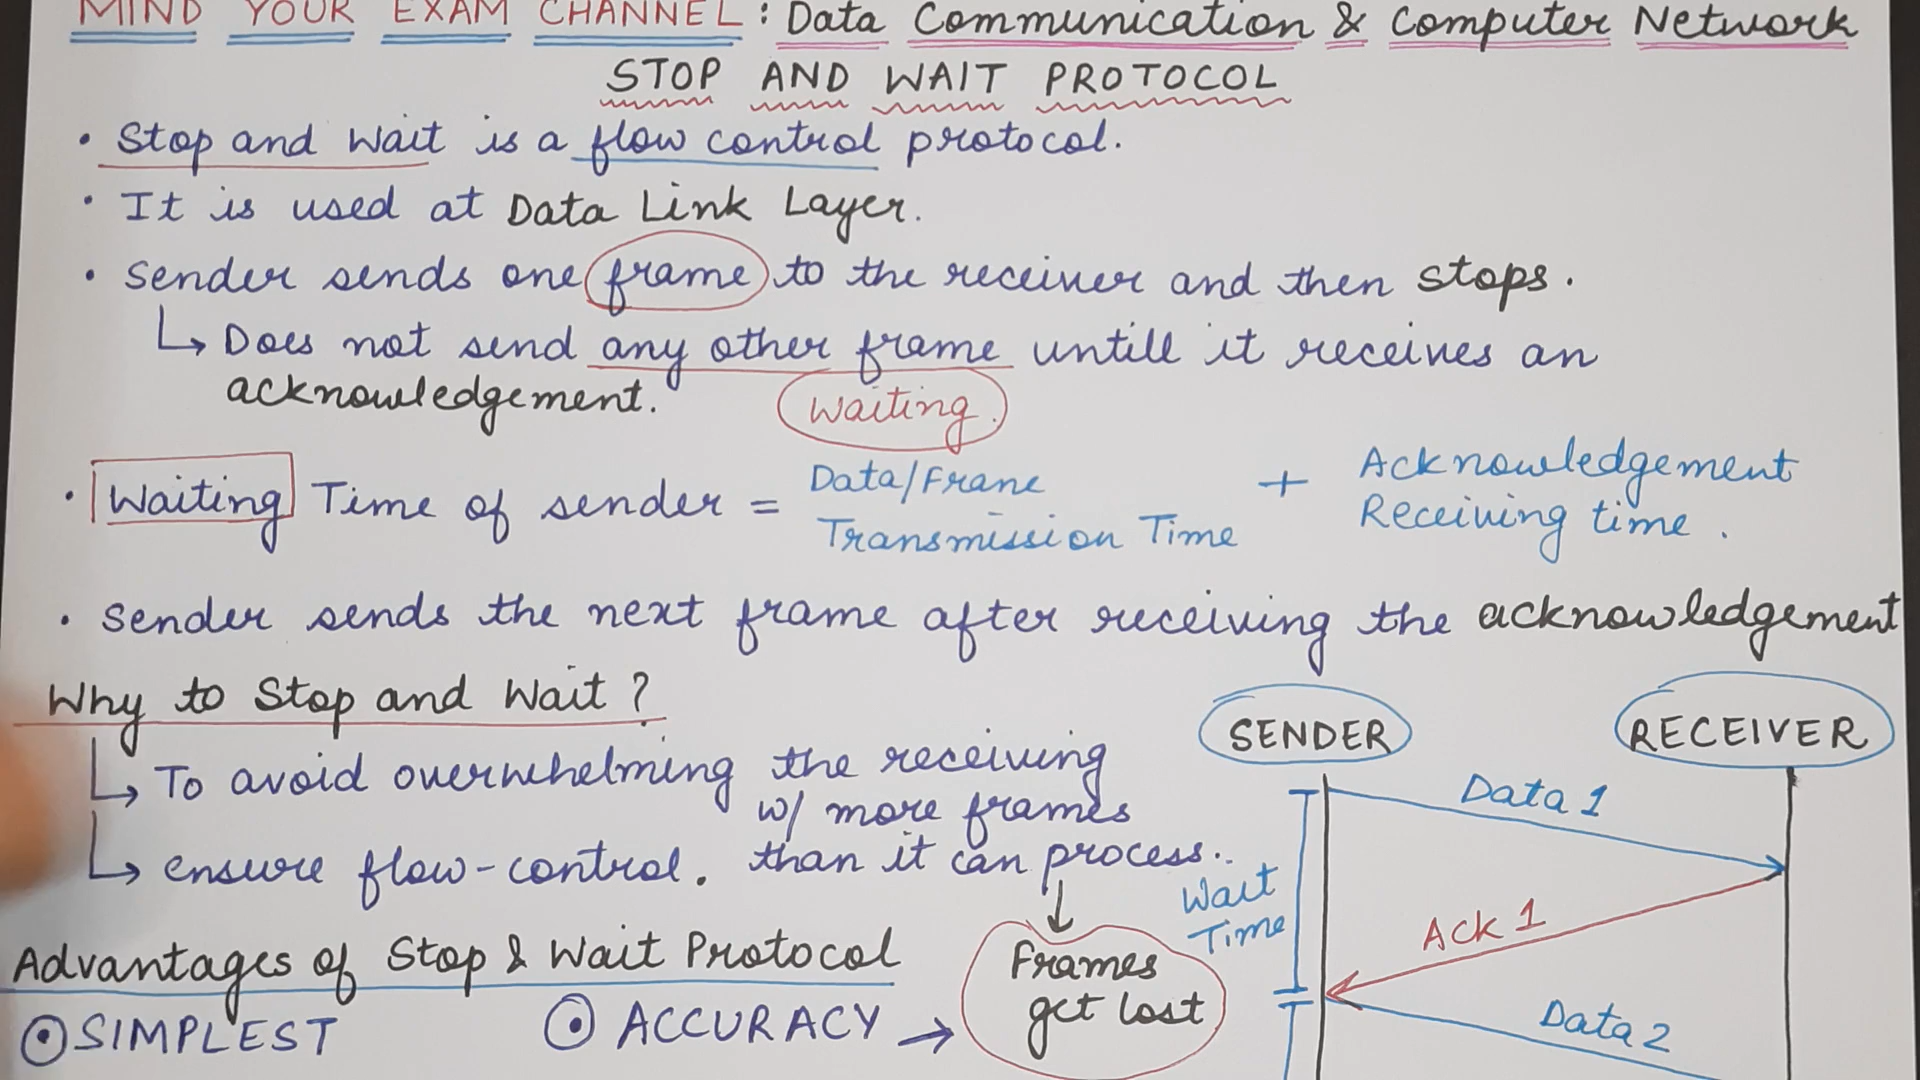 MIND YOUR EXAM CHANNEL : Data Communication & Computer Network
STOP AND WAIT PROTOCOL
• Stop and Wait is a flow control protocol.
• It is used at Data Link Layer.
• Sender sends one frame to the receiver and then stops.
↳ Does not send any other frame untill it receives an
acknowledgement.
Waiting.
• Waiting Time of sender = Data/Frane Transmission Time + Acknowledgement Receiving time.
• Sender sends the next frame after receiving the acknowledgement
Why to Stop and Wait?
↳ To avoid overwhelming the receiving
w/ more frames
than it can process..
↳ ensure flow-control.
Frames
get lost
Advantages of Stop & Wait Protocol
⊙ SIMPLEST
⊙ ACCURACY →
SENDER
RECEIVER
Data 1
Wait
Time
Ack 1
Data 2